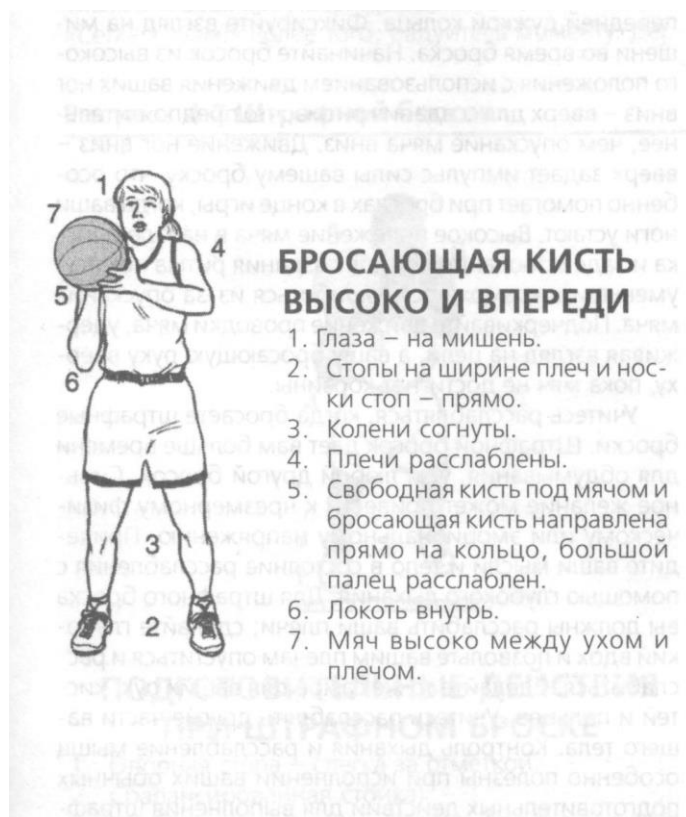 1
7
4
5
6
3
2
БРОСАЮЩАЯ КИСТЬ
ВЫСОКО И ВПЕРЕДИ
1. Глаза – на мишень.
2. Стопы на ширине плеч и нос-
ки стоп – прямо.
3. Колени согнуты.
4. Плечи расслаблены.
5. Свободная кисть под мячом и
бросающая кисть направлена
прямо на кольцо, большой
палец расслаблен.
6. Локоть внутрь.
7. Мяч высоко между ухом и
плечом.